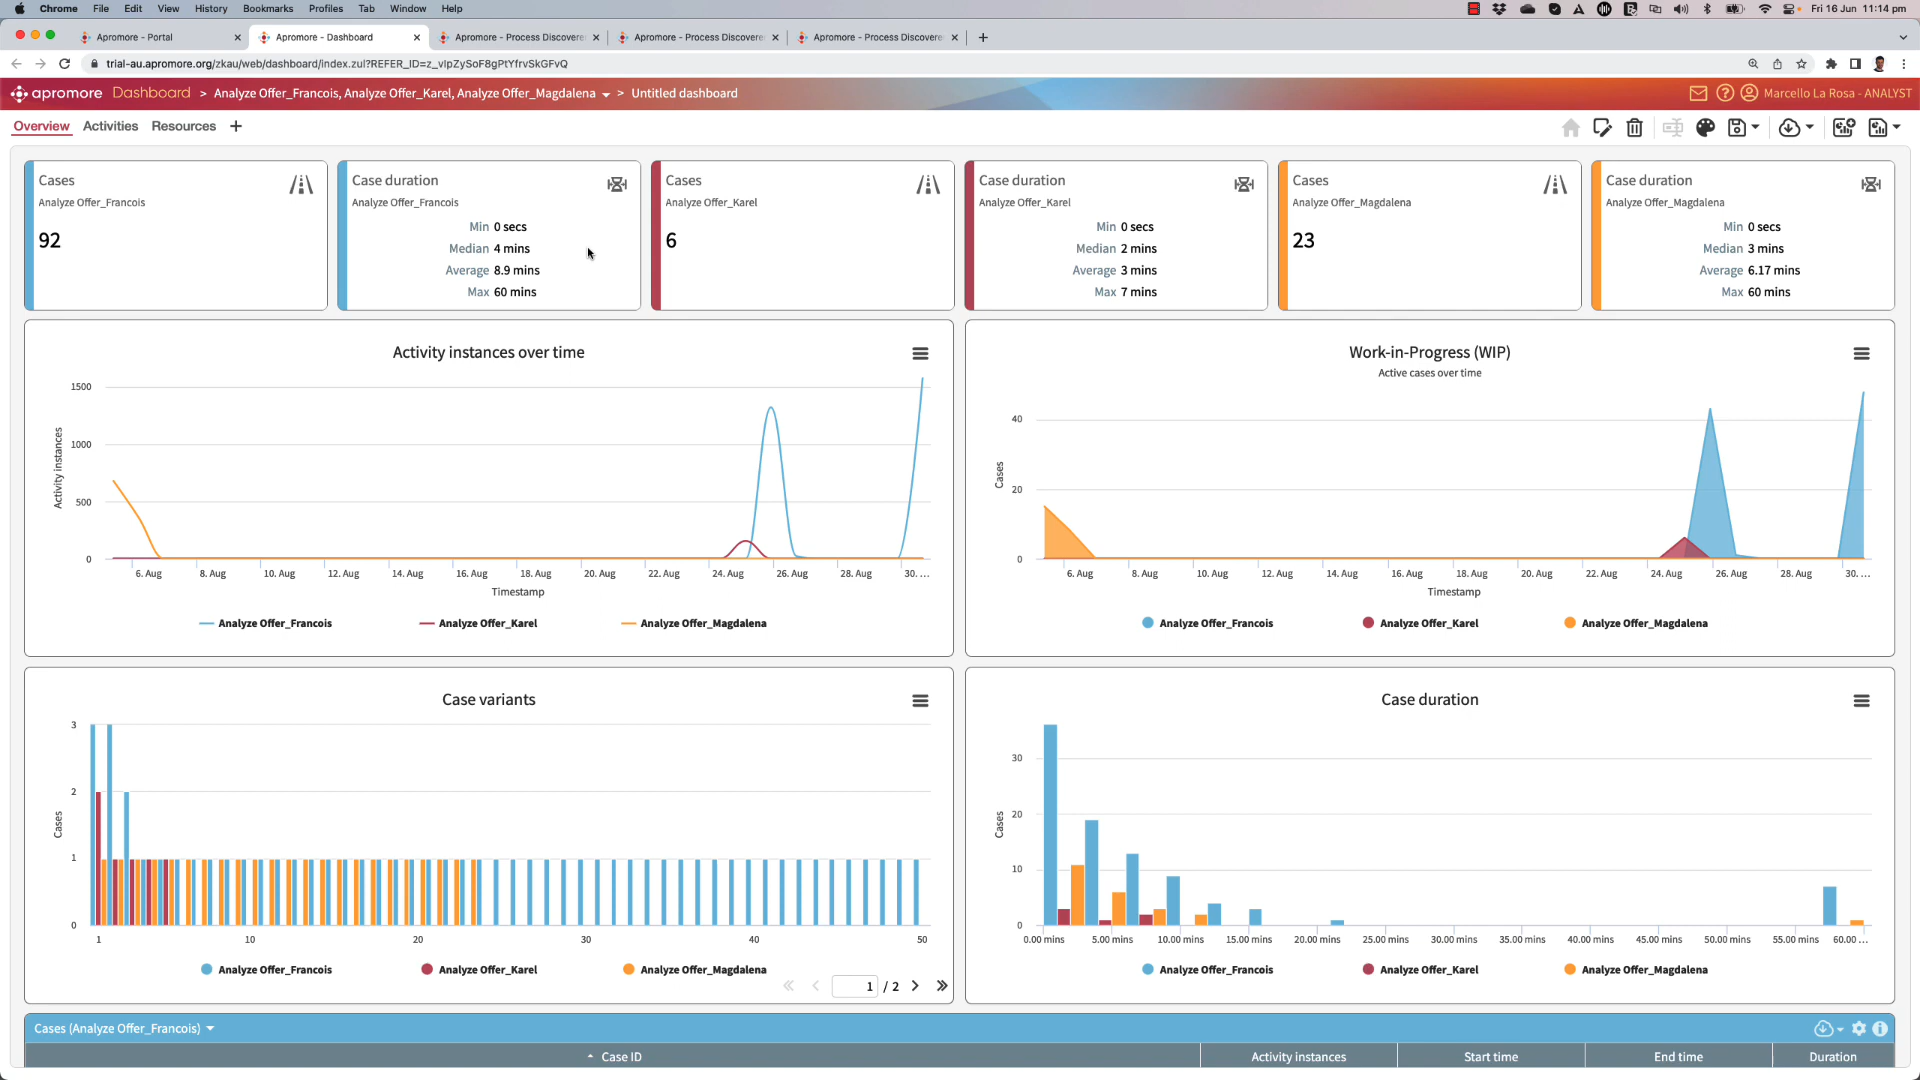 Chrome File Edit View History Bookmarks Profiles Tab Window Help Fri 16 Jun 11:14 pm
Apromore - Portal Apromore - Dashboard Apromore - Process Discovere Apromore - Process Discovere Apromore - Process Discovere
trial-au.apromore.org/zkau/web/dashboard/index.zul?REFER_ID=z_vlpZySoF8gPtYfrvSkGFvQ
apromore Dashboard > Analyze Offer_Francois, Analyze Offer_Karel, Analyze Offer_Magdalena > Untitled dashboard Marcello La Rosa - ANALYST
Overview Activities Resources
Cases
Analyze Offer_Francois
92
Case duration
Analyze Offer_Francois
Min 0 secs
Median 4 mins
Average 8.9 mins
Max 60 mins
Cases
Analyze Offer_Karel
6
Case duration
Analyze Offer_Karel
Min 0 secs
Median 2 mins
Average 3 mins
Max 7 mins
Cases
Analyze Offer_Magdalena
23
Case duration
Analyze Offer_Magdalena
Min 0 secs
Median 3 mins
Average 6.17 mins
Max 60 mins
Activity instances over time
Activity instances
1500
1000
500
0
6. Aug 8. Aug 10. Aug 12. Aug 14. Aug 16. Aug 18. Aug 20. Aug 22. Aug 24. Aug 26. Aug 28. Aug 30. ...
Timestamp
Analyze Offer_Francois Analyze Offer_Karel Analyze Offer_Magdalena
Work-in-Progress (WIP)
Active cases over time
Cases
40
20
0
6. Aug 8. Aug 10. Aug 12. Aug 14. Aug 16. Aug 18. Aug 20. Aug 22. Aug 24. Aug 26. Aug 28. Aug 30. ...
Timestamp
Analyze Offer_Francois Analyze Offer_Karel Analyze Offer_Magdalena
Case variants
Cases
3
2
1
0
1 10 20 30 40 50
Analyze Offer_Francois Analyze Offer_Karel Analyze Offer_Magdalena
1 / 2
Case duration
Cases
30
20
10
0
0.00 mins 5.00 mins 10.00 mins 15.00 mins 20.00 mins 25.00 mins 30.00 mins 35.00 mins 40.00 mins 45.00 mins 50.00 mins 55.00 mins 60.00 ...
Analyze Offer_Francois Analyze Offer_Karel Analyze Offer_Magdalena
Cases (Analyze Offer_Francois)
Case ID Activity instances Start time End time Duration